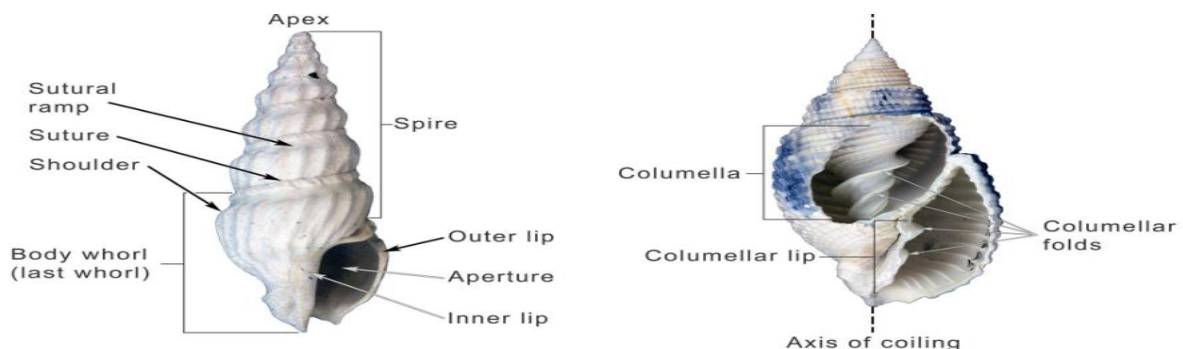 Apex
Sutural
ramp
Suture
Shoulder
Spire
Body whorl
(last whorl)
Outer lip
Aperture
Inner lip
Columella
Columellar lip
Columellar
folds
Axis of coiling